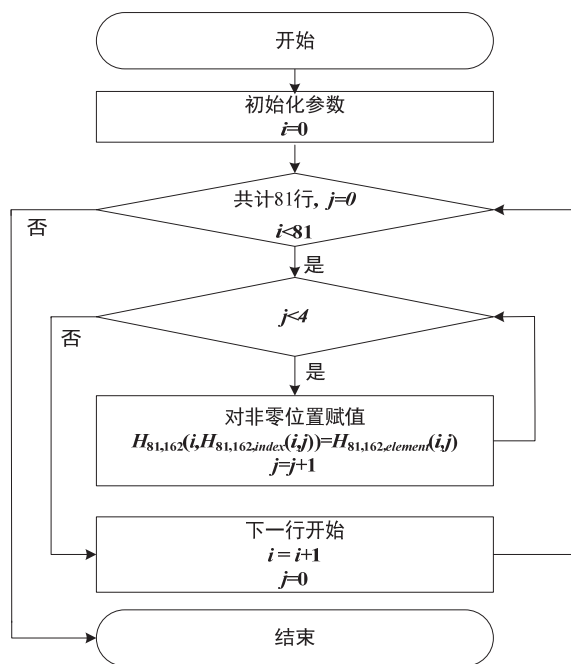 开始
初始化参数
i=0
共计81行, j=0
i<81
否
是
j<4
否
是
对非零位置赋值
H81,162(i,H81,162,index(i,j))=H81,162,element(i,j)
j=j+1
下一行开始
i = i+1
j=0
结束